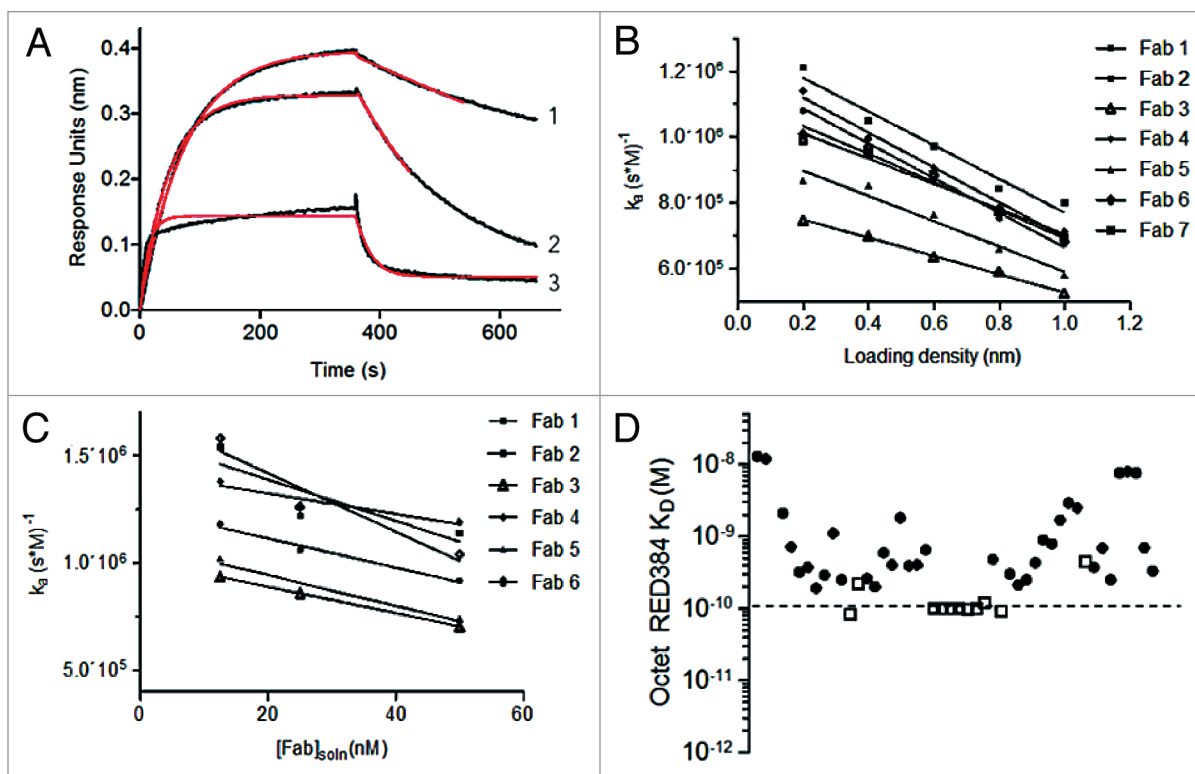 A
Response Units (nm)
0.4
0.3
0.2
0.1
0.0
0
200
400
600
Time (s)
1
2
3
B
kₐ (s*M)⁻¹
1.2´10⁶
1.0´10⁶
8.0´10⁵
6.0´10⁵
0.0
0.2
0.4
0.6
0.8
1.0
1.2
Loading density (nm)
Fab 1
Fab 2
Fab 3
Fab 4
Fab 5
Fab 6
Fab 7
C
kₐ (s*M)⁻¹
1.5´10⁶
1.0´10⁶
5.0´10⁵
0
20
40
60
[Fab]soln(nM)
Fab 1
Fab 2
Fab 3
Fab 4
Fab 5
Fab 6
D
Octet RED384 K_D(M)
10⁻⁸
10⁻⁹
10⁻¹⁰
10⁻¹¹
10⁻¹²